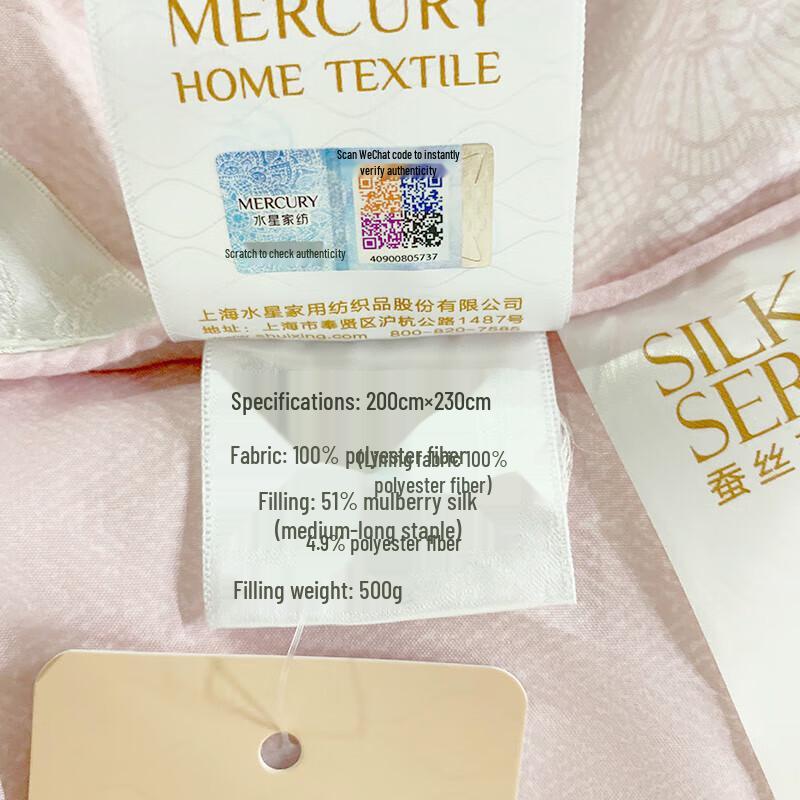 MERCURY
HOME TEXTILE
Scan WeChat code to instantly
verify authenticity
MERCURY
水星家纺
Scratch to check authenticity
40900805737
上海水星家用纺织品股份有限公司
地址：上海市奉贤区沪杭公路1487号
www.shuixing.com 800-820-7585
SILK
SER
蚕丝
Specifications: 200cm×230cm
Fabric: 100% polyester fiber
(Lining fabric 100%
polyester fiber)
Filling: 51% mulberry silk
(medium-long staple)
4.9% polyester fiber
Filling weight: 500g